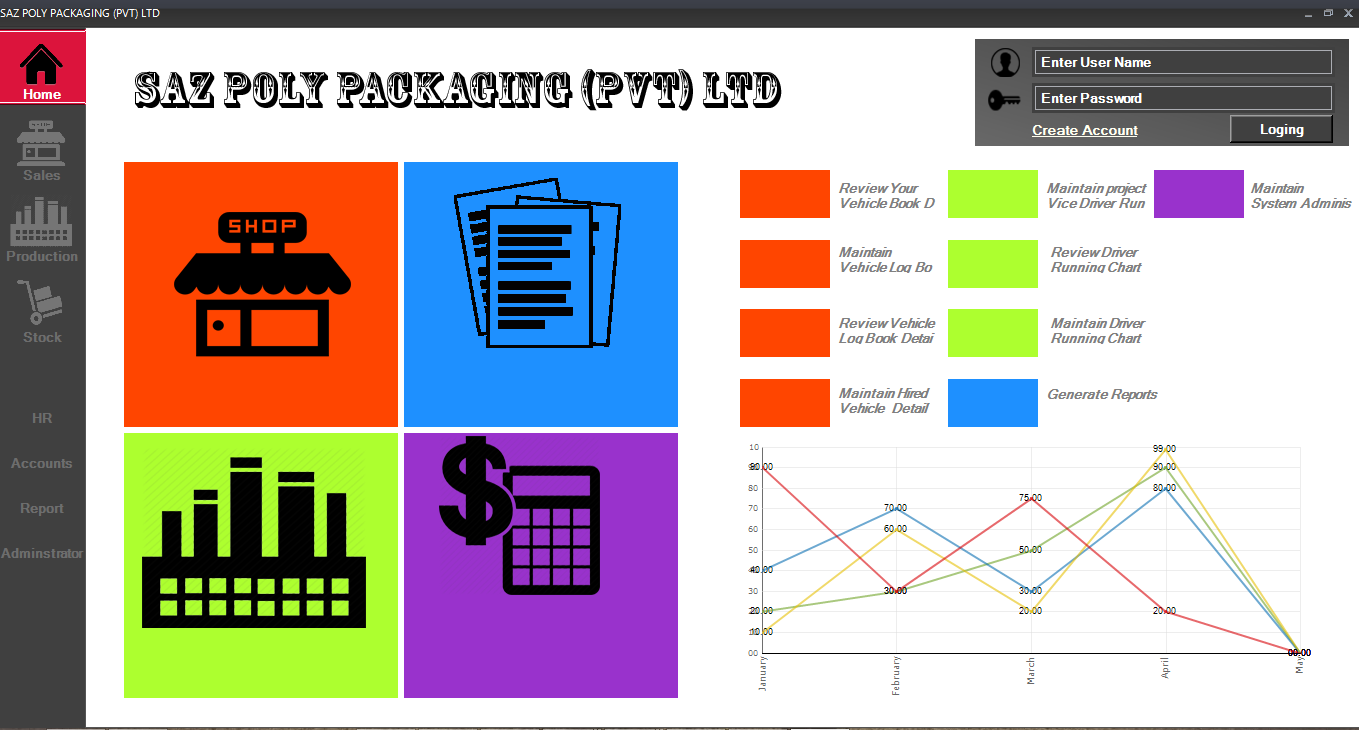 SAZ POLY PACKAGING (PVT) LTD
Home
Sales
Production
Stock
HR
Accounts
Report
Adminstrator
SAZ POLY PACKAGING (PVT) LTD
Enter User Name
Enter Password
Create Account
Loging
SHOP
Review Your
Vehicle Book D
Maintain project
Vice Driver Run
Maintain
System Adminis
Maintain
Vehicle Log Bo
Review Driver
Running Chart
Review Vehicle
Log Book Detai
Maintain Driver
Running Chart
Maintain Hired
Vehicle Detail
Generate Reports
10
80
70
60
50
30
00
90.00
40.00
20.00
10.00
70.00
60.00
30.00
75.00
50.00
30.00
20.00
99.00
90.00
80.00
20.00
00.00
January
February
March
April
May